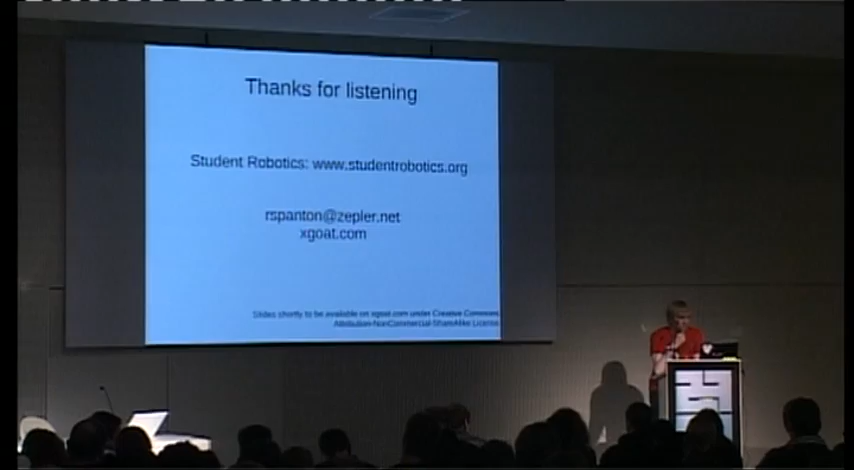 Thanks for listening
Student Robotics: www.studentrobotics.org
rspanton@zepler.net
xgoat.com
Slides shortly to be available on xgoat.com under Creative Commons
Attribution-NonCommercial-ShareAlike License